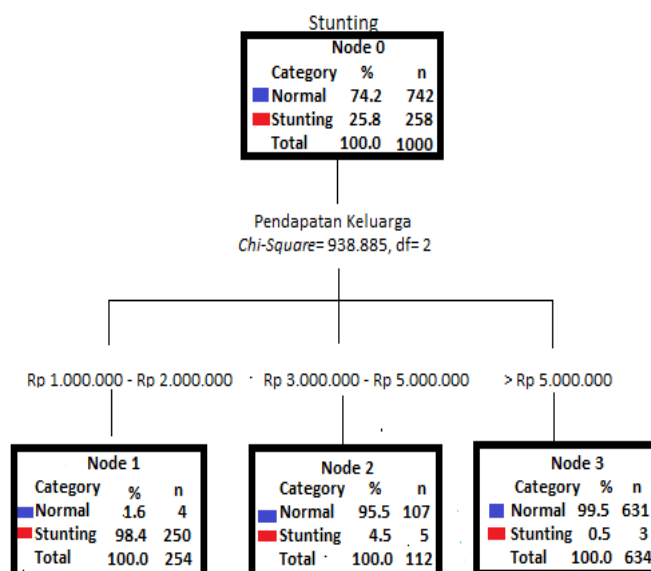 Stunting
Node 0
Category % n
Normal 74.2 742
Stunting 25.8 258
Total 100.0 1000
Pendapatan Keluarga
Chi-Square= 938.885, df= 2
Rp 1.000.000 - Rp 2.000.000
Rp 3.000.000 - Rp 5.000.000
> Rp 5.000.000
Node 1
Category % n
Normal 1.6 4
Stunting 98.4 250
Total 100.0 254
Node 2
Category % n
Normal 95.5 107
Stunting 4.5 5
Total 100.0 112
Node 3
Category % n
Normal 99.5 631
Stunting 0.5 3
Total 100.0 634